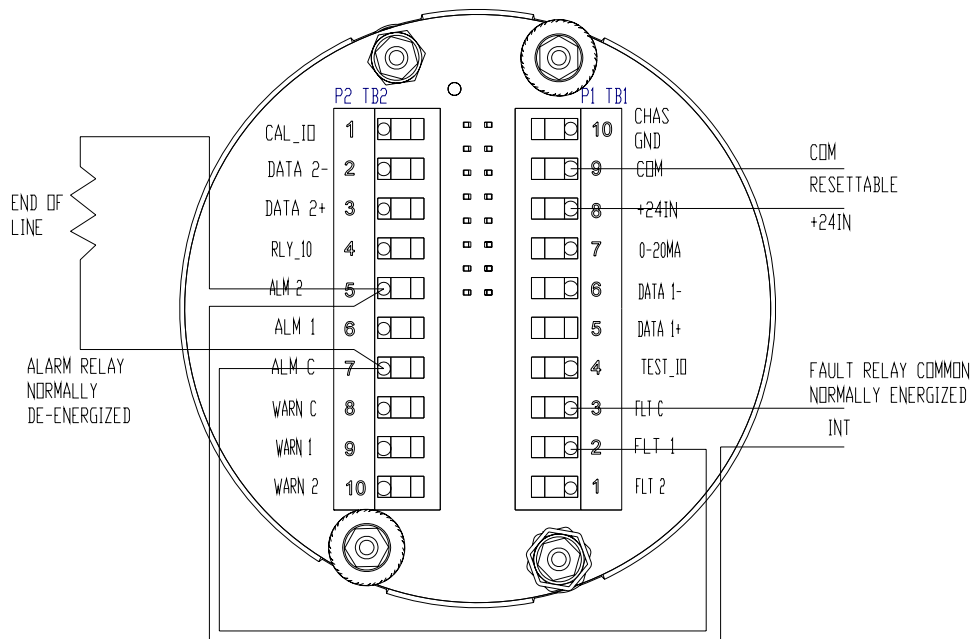 P2 TB2
P1 TB1
CAL_IO 1
DATA 2- 2
DATA 2+ 3
RLY_10 4
ALM 2 5
ALM 1 6
ALM C 7
WARN C 8
WARN 1 9
WARN 2 10
10 CHAS
GND
9 COM
8 +24IN
7 0-20MA
6 DATA 1-
5 DATA 1+
4 TEST_IO
3 FLT C
2 FLT 1
1 FLT 2
END OF
LINE
ALARM RELAY
NORMALLY
DE-ENERGIZED
COM
RESETTABLE
+24IN
FAULT RELAY COMMON
NORMALLY ENERGIZED
INT